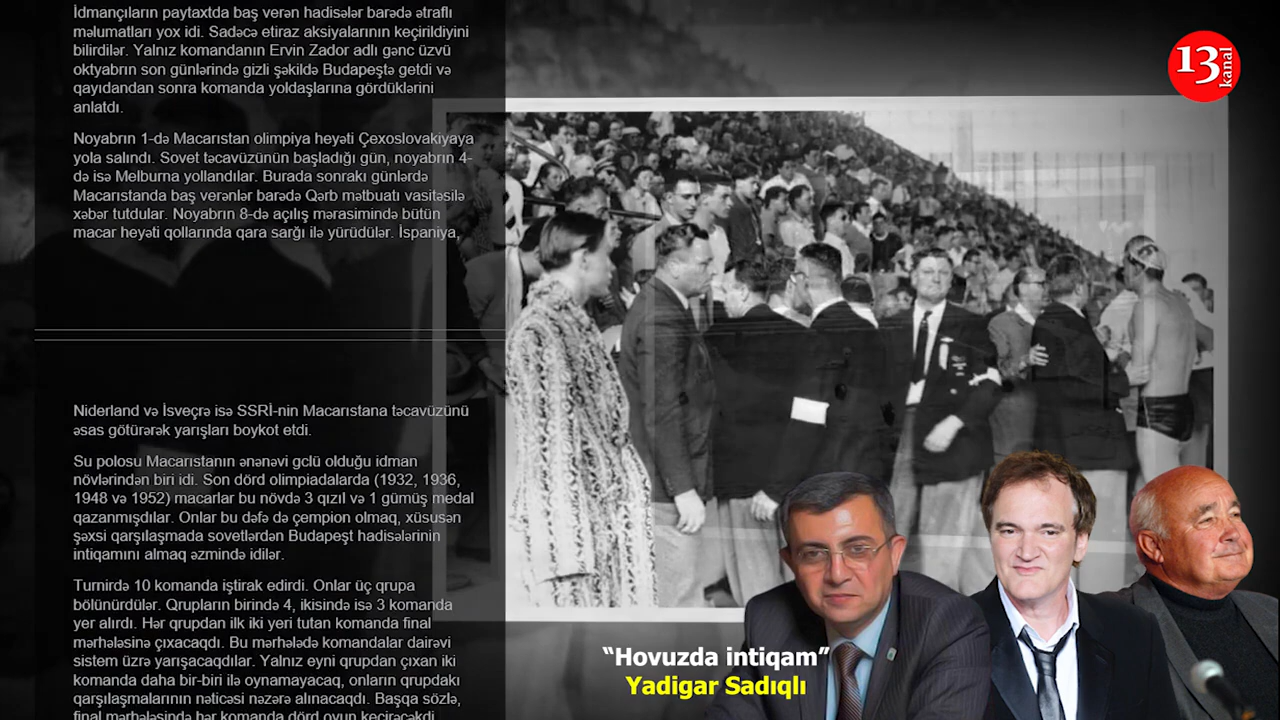 İdmançıların paytaxtda baş verən hadisələr barədə ətraflı
məlumatları yox idi. Sadəcə etiraz aksiyalarının keçirildiyini
bilirdilər. Yalnız komandanın Ervin Zador adlı gənc üzvü
oktyabrın son günlərində gizli şəkildə Budapeştə getdi və
qayıdandan sonra komanda yoldaşlarına gördüklərini
anlatdı.
Noyabrın 1-də Macarıstan olimpiya heyəti Çexoslovakiyaya
yola salındı. Sovet təcavüzünün başladığı gün, noyabrın 4-
də isə Melburna yollandılar. Burada sonrakı günlərdə
Macarıstanda baş verənlər barədə Qərb mətbuatı vasitəsilə
xəbər tutdular. Noyabrın 8-də açılış mərasimində bütün
macar heyəti qollarında qara sarğı ilə yürüdülər. İspaniya,
Niderland və İsveçrə isə SSRİ-nin Macarıstana təcavüzünü
əsas götürərək yarışları boykot etdi.
Su polosu Macarıstanın ənənəvi gclü olduğu idman
növlərindən biri idi. Son dörd olimpiadalarda (1932, 1936,
1948 və 1952) macarlar bu növdə 3 qızıl və 1 gümüş medal
qazanmışdılar. Onlar bu dəfə də çempion olmaq, xüsusən
şəxsi qarşılaşmada sovetlərdən Budapeşt hadisələrinin
intiqamını almaq əzmində idilər.
Turnirdə 10 komanda iştirak edirdi. Onlar üç qrupa
bölünürdülər. Qrupların birində 4, ikisində isə 3 komanda
yer alırdı. Hər qrupdan ilk iki yeri tutan komanda final
mərhələsinə çıxacaqdı. Bu mərhələdə komandalar dairəvi
sistem üzrə yarışacaqdılar. Yalnız eyni qrupdan çıxan iki
komanda daha bir-biri ilə oynamayacaq, onların qrupdakı
qarşılaşmalarının nəticəsi nəzərə alınacaqdı. Başqa sözlə,
final mərhələsində hər komanda dörd oyun keçirəcəkdi
13 kanal
“Hovuzda intiqam”
Yadigar Sadıqlı